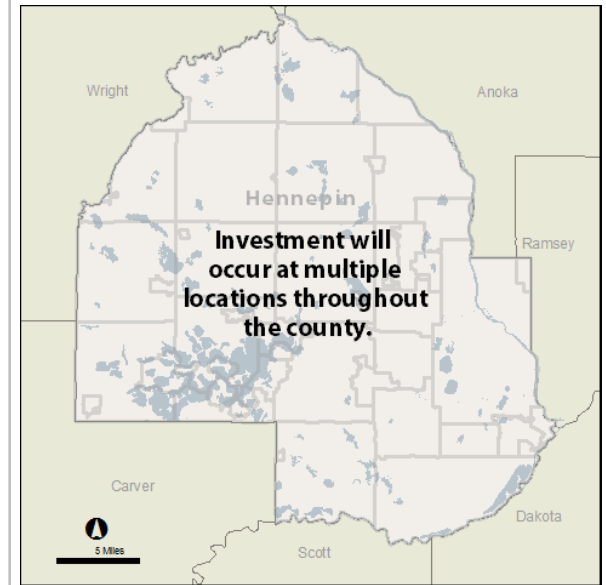 Wright
Anoka
Hennepin
Investment will
occur at multiple
locations throughout
the county.
Ramsey
Carver
Dakota
Scott
5 Miles